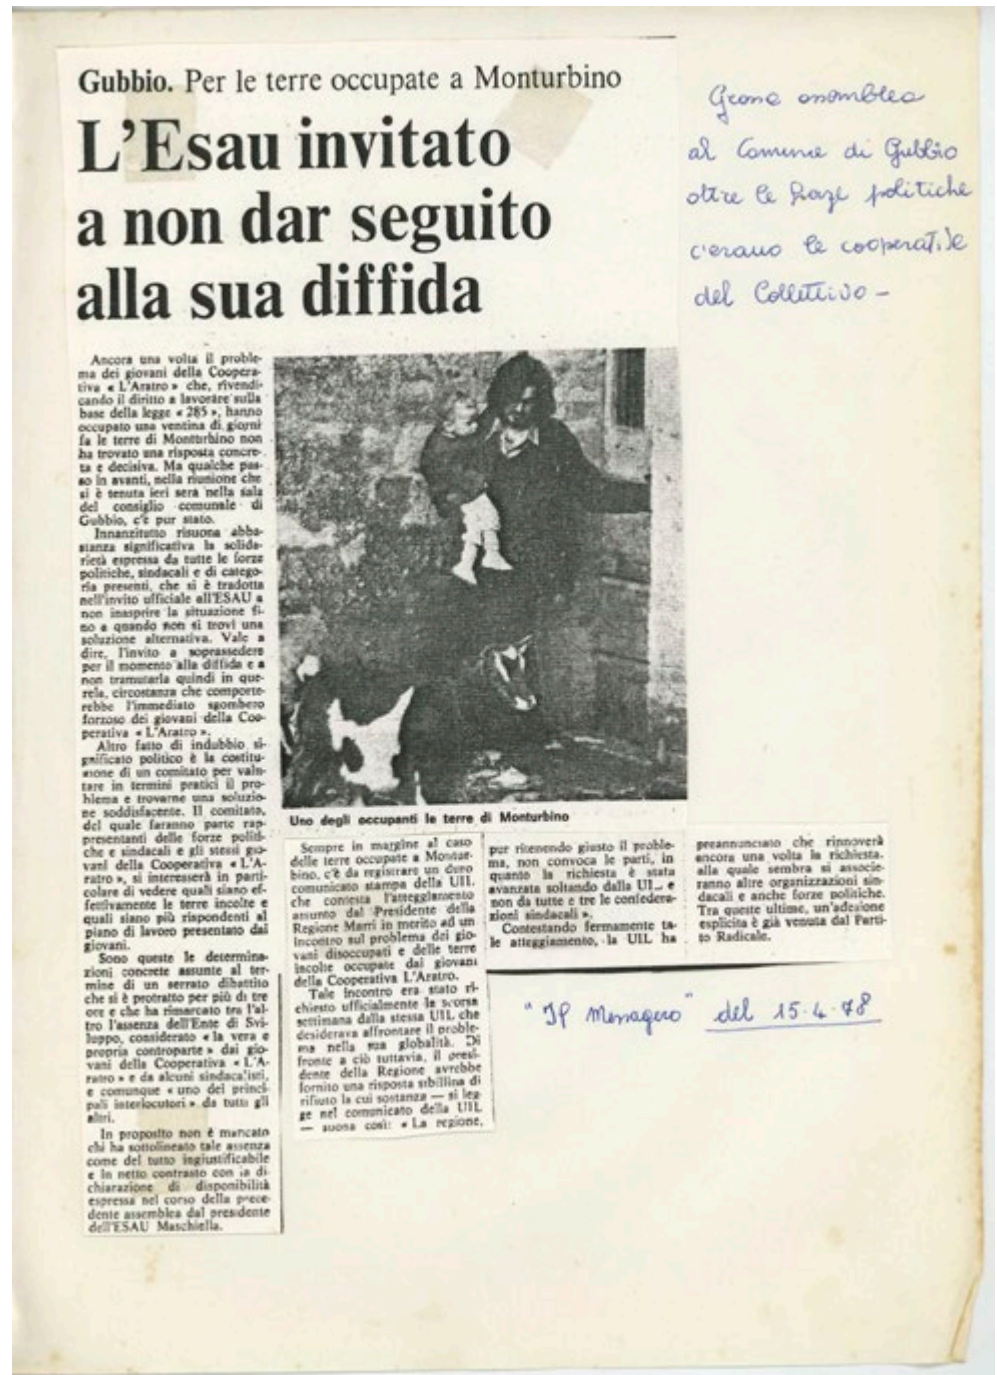 Gubbio. Per le terre occupate a Monturbino
L'Esau invitato
a non dar seguito
alla sua diffida
Ancora una volta il proble-
ma dei giovani della Coopera-
tiva « L'Aratro » che, rivendi-
cando il diritto a lavorare sulla
base della legge « 285 », hanno
occupato una ventina di giorni
fa le terre di Monturbino non
ha trovato una risposta concre-
ta e decisiva. Ma qualche pas-
so in avanti, nella riunione che
si è tenuta ieri sera nella sala
del consiglio comunale di
Gubbio, c'è pur stato.
Innanzitutto risuona abba-
stanza significativa la solida-
rietà espressa da tutte le forze
politiche, sindacali e di catego-
ria presenti, che si è tradotta
nell'invito ufficiale all'ESAU a
non inasprire la situazione fi-
no a quando non si trovi una
soluzione alternativa. Vale a
dire, l'invito a soprassedere
per il momento alla diffida e a
non tramutarla quindi in que-
rela, circostanza che comporte-
rebbe l'immediato sgombero
forzoso dei giovani della Coo-
perativa « L'Aratro ».
Altro fatto di indubbio si-
gnificato politico è la costitu-
zione di un comitato per valu-
tare in termini pratici il pro-
blema e trovarne una soluzio-
ne soddisfacente. Il comitato,
del quale faranno parte rap-
presentanti delle forze politi-
che e sindacali e gli stessi gio-
vani della Cooperativa « L'A-
ratro », si interesserà in parti-
colare di vedere quali siano ef-
fettivamente le terre incolte e
quali siano più rispondenti al
piano di lavoro presentato dai
giovani.
Sono queste le determina-
zioni concrete assunte al ter-
mine di un serrato dibattito
che si è protratto per più di tre
ore e che ha rimarcato tra l'al-
tro l'assenza dell'Ente di Svi-
luppo, considerato « la vera e
propria controparte » dai gio-
vani della Cooperativa « L'A-
ratro » e da alcuni sindacalisti,
e comunque « uno dei princi-
pali interlocutori » da tutti gli
altri.
In proposito non è mancato
chi ha sottolineato tale assenza
come del tutto ingiustificabile
e in netto contrasto con la di-
chiarazione di disponibilità
espressa nel corso della prece-
dente assemblea dal presidente
dell'ESAU Maschiella.
Uno degli occupanti le terre di Monturbino
Sempre in margine al caso
delle terre occupate a Montur-
bino, c'è da registrare un duro
comunicato stampa della UIL
che contesta l'atteggiamento
assunto dal Presidente della
Regione Marri in merito ad un
incontro sul problema dei gio-
vani disoccupati e delle terre
incolte occupate dai giovani
della Cooperativa L'Aratro.
Tale incontro era stato ri-
chiesto ufficialmente la scorsa
settimana dalla stessa UIL che
desiderava affrontare il proble-
ma nella sua globalità. Di
fronte a ciò tuttavia, il presi-
dente della Regione avrebbe
fornito una risposta sibillina di
rifiuto la cui sostanza — si leg-
ge nel comunicato della UIL
— suona così: « La regione,
pur ritenendo giusto il proble-
ma, non convoca le parti, in
quanto la richiesta è stata
avanzata soltando dalla UIL e
non da tutte e tre le confedera-
zioni sindacali ».
Contestando fermamente ta-
le atteggiamento, la UIL ha
preannunciato che rinnoverà
ancora una volta la richiesta.
alla quale sembra si associe-
ranno altre organizzazioni sin-
dacali e anche forze politiche.
Tra queste ultime, un'adesione
esplicita è già venuta dal Parti-
to Radicale.
assemblea
al Comune di Gubbio
oltre le forze politiche
c'erano le cooperative
del Collettivo -
"Il Messagero" del 15.4.78